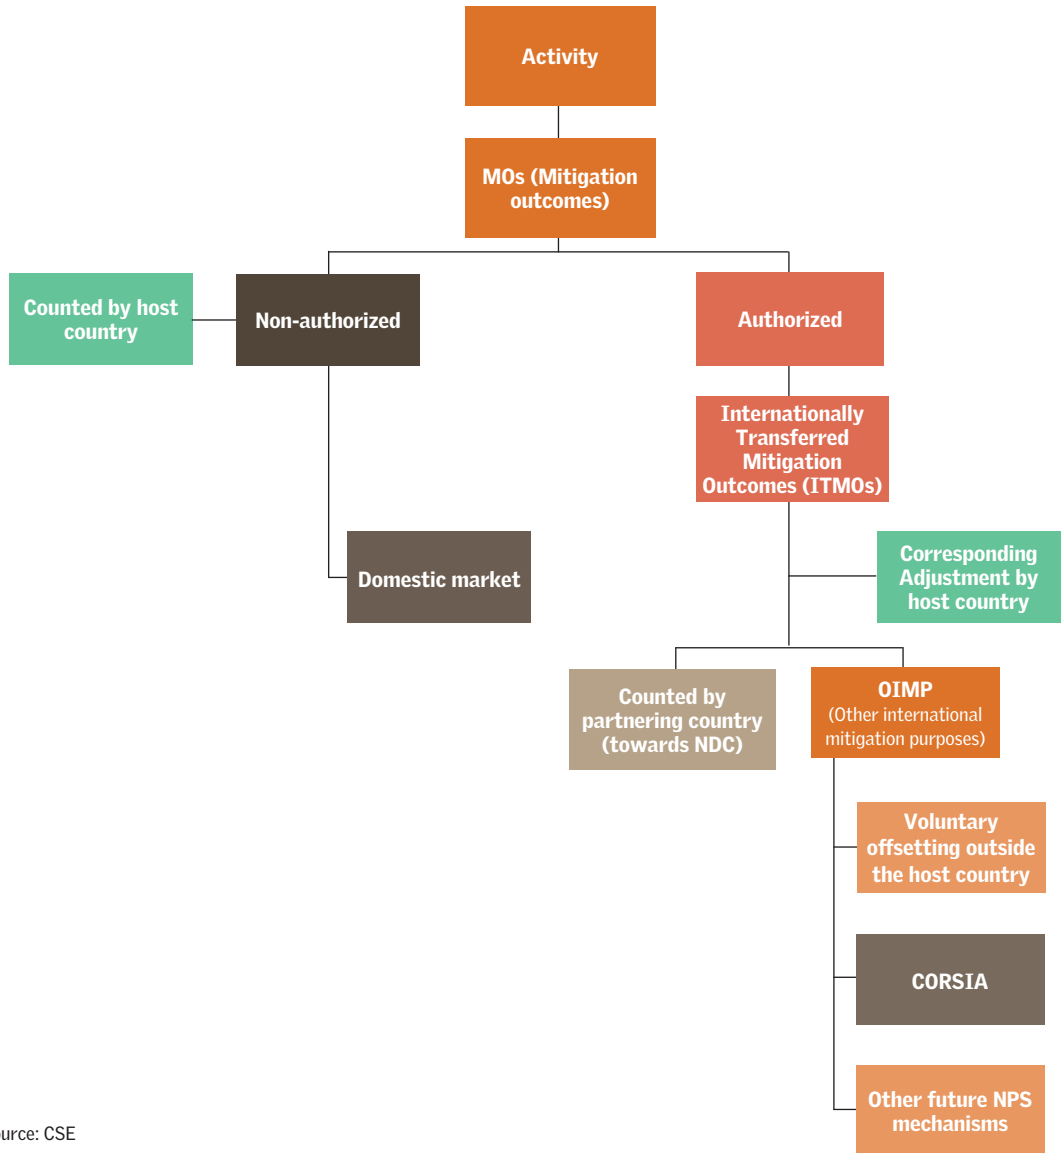 Activity
MOs (Mitigation
outcomes)
Counted by host
country
Non-authorized
Authorized
Internally
Transferred
Mitigation
Outcomes (ITMOs)
Domestic market
Corresponding
Adjustment by
host country
Counted by
partnering country
(towards NDC)
OIMP
(Other international
mitigation purposes)
Voluntary
offsetting outside
the host country
CORSIA
Other future NPS
mechanisms
ource: CSE